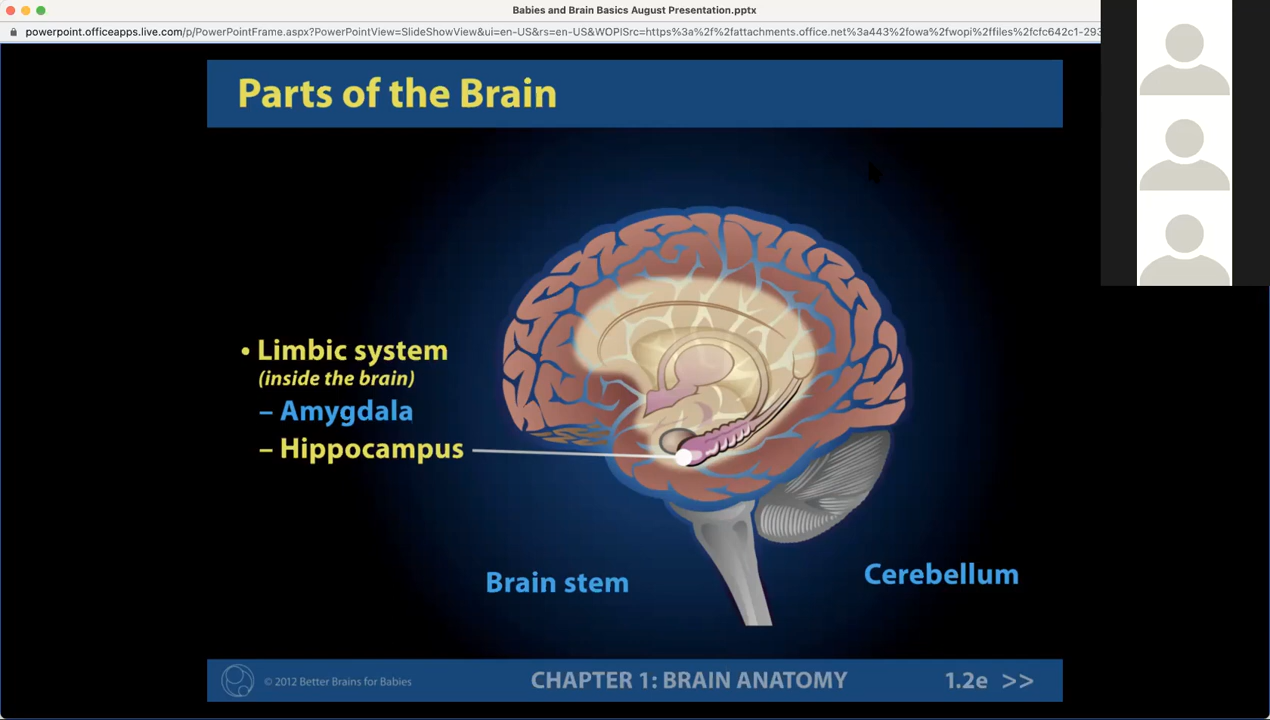 Babies and Brain Basics August Presentation.pptx
powerpoint.officeapps.live.com/p/PowerPointFrame.aspx?PowerPointView=SlideShowView&ui=en-US&rs=en-US&WOPISrc=https%3a%2f%2fattachments.office.net%3a443%2fowa%2fwopi%2ffiles%2fcfc642c1-293
Parts of the Brain
• Limbic system
(inside the brain)
– Amygdala
– Hippocampus
Brain stem
Cerebellum
© 2012 Better Brains for Babies
CHAPTER 1: BRAIN ANATOMY
1.2e >>